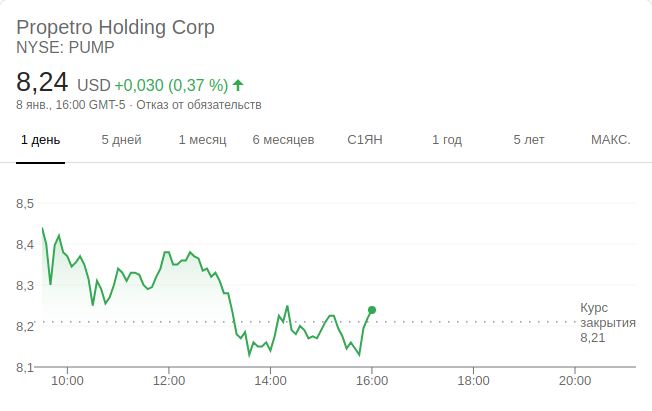 Propetro Holding Corp
NYSE: PUMP
8,24 USD +0,030 (0,37 %)
8 янв., 16:00 GMT-5 · Отказ от обязательств
1 день 5 дней 1 месяц 6 месяцев С1ЯН 1 год 5 лет МАКС.
8,5
8,4
8,3
8,2
8,1
Курс
закрытия
8,21
10:00 12:00 14:00 16:00 18:00 20:00